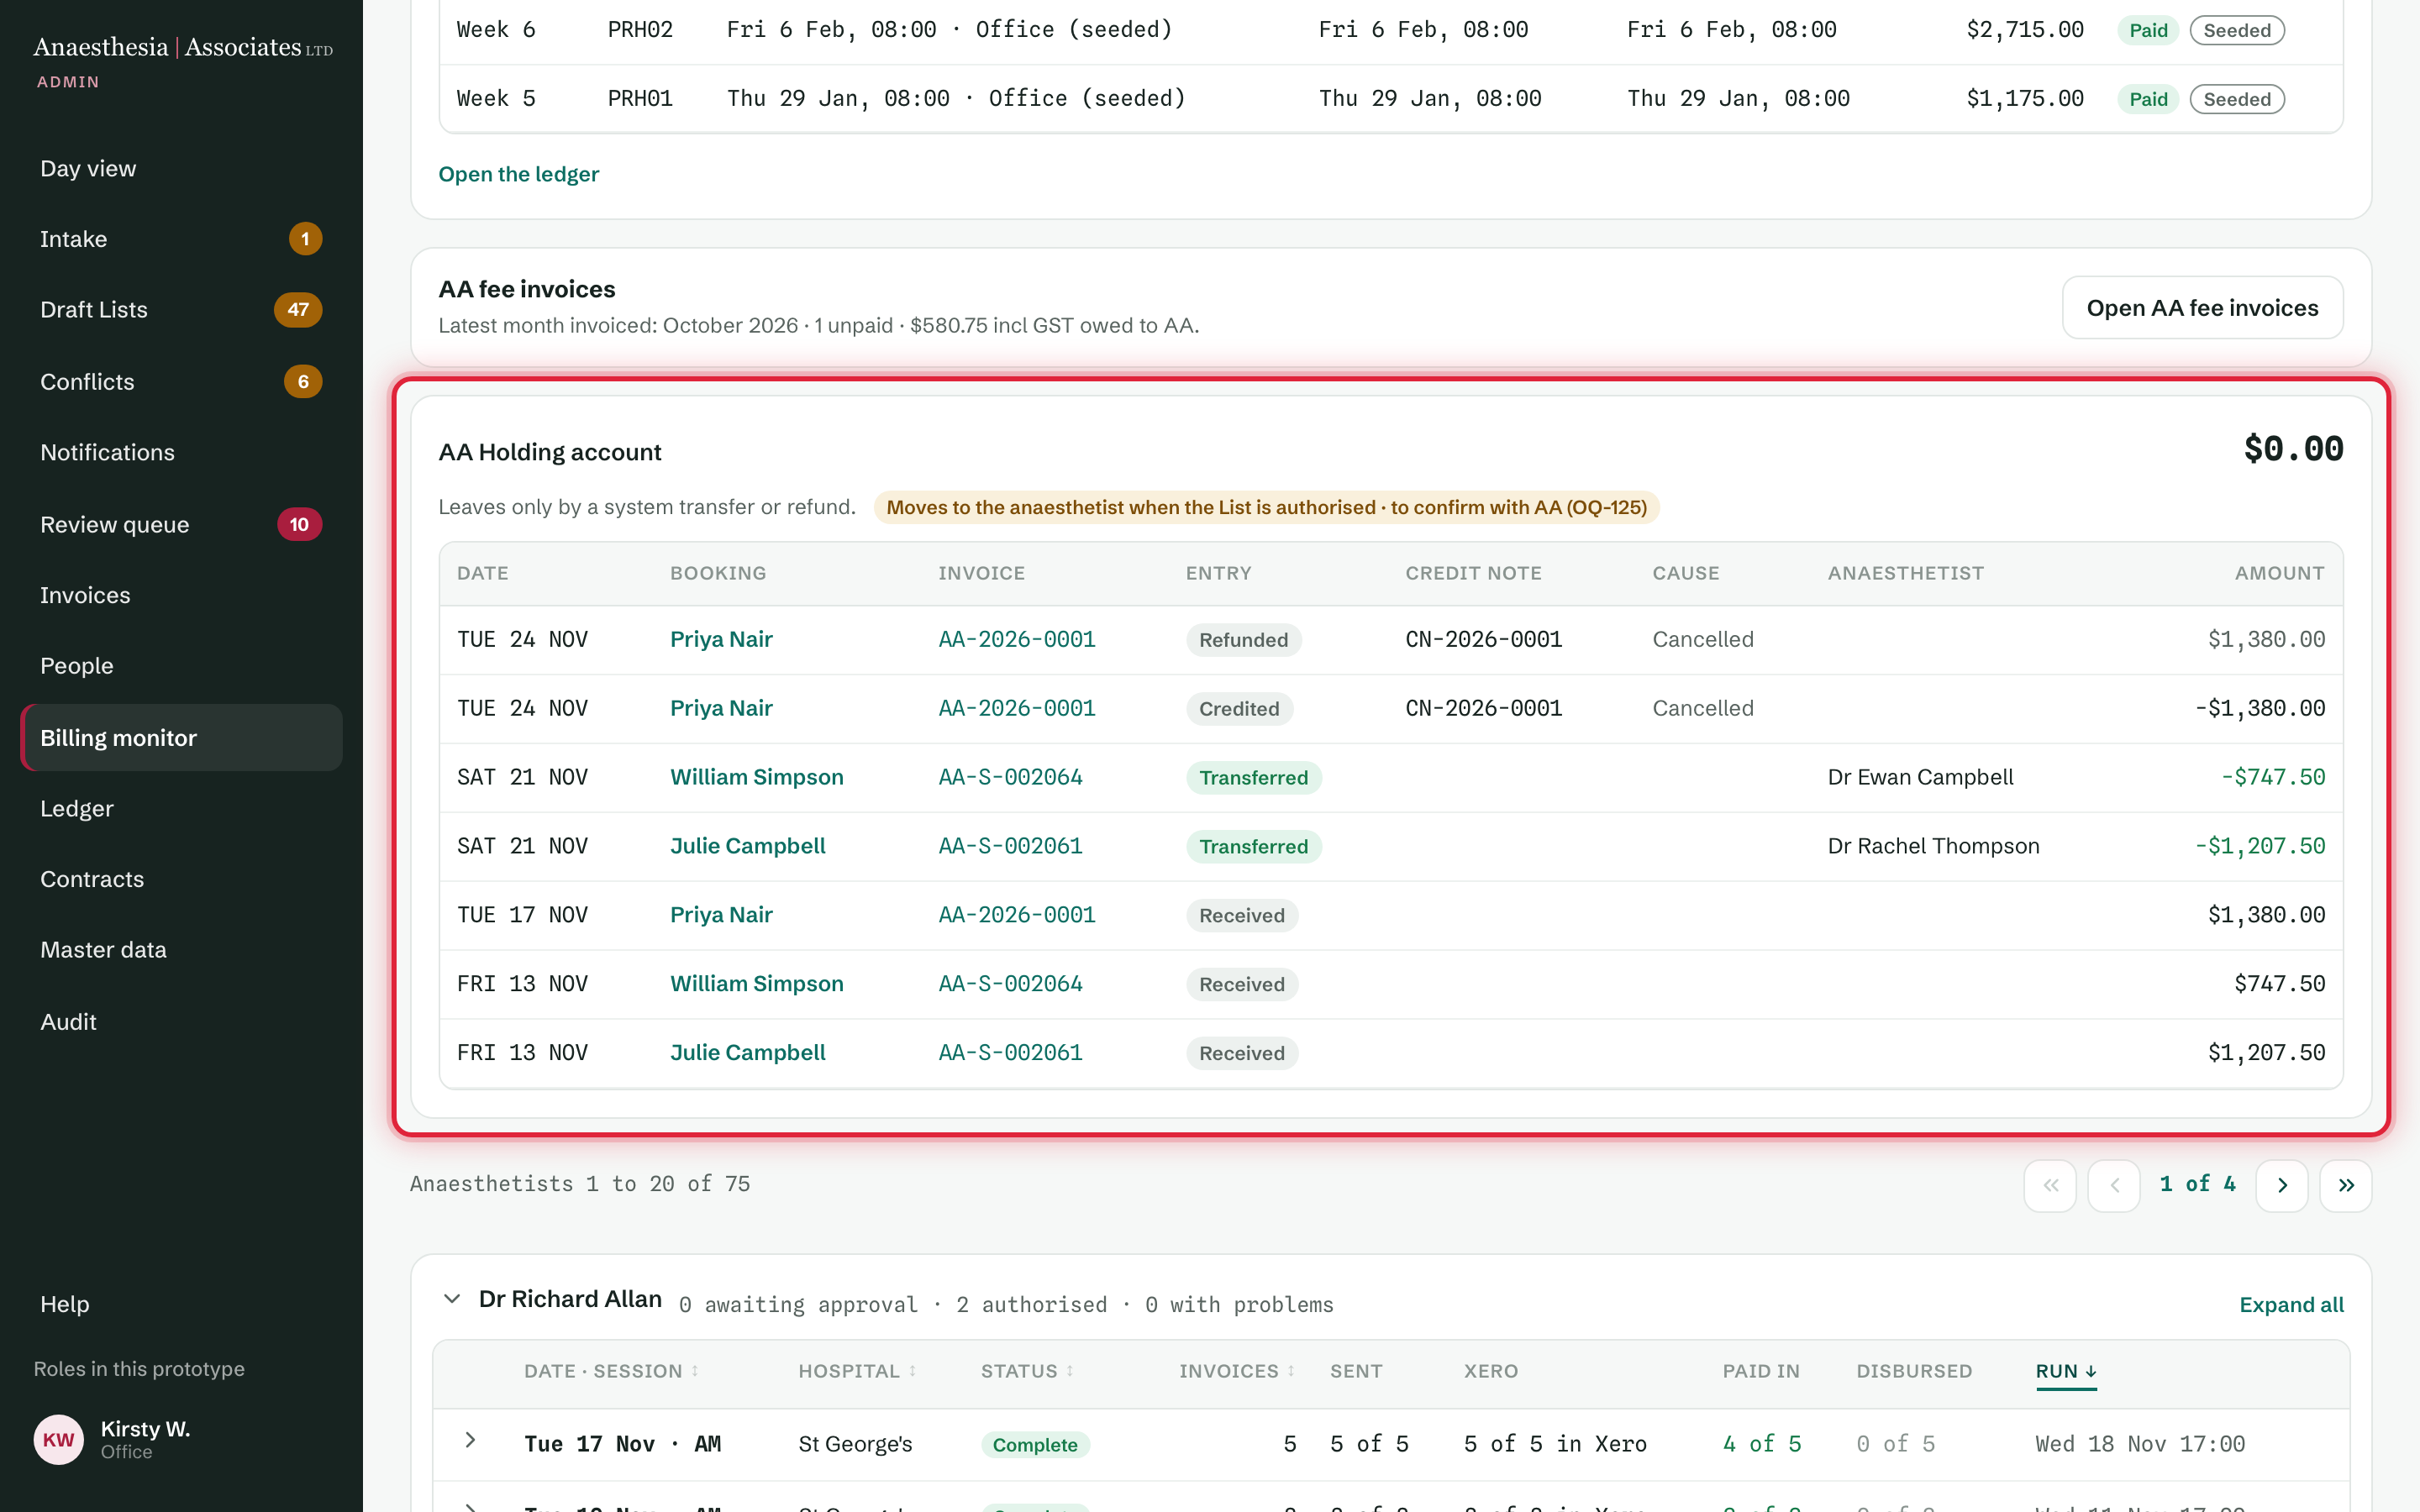 Anaesthesia | Associates LTD
ADMIN
Day view
Intake 1
Draft Lists 47
Conflicts 6
Notifications
Review queue 10
Invoices
People
Billing monitor
Ledger
Contracts
Master data
Audit
Help
Roles in this prototype
KW Kirsty W.
Office
Week 6 PRH02 Fri 6 Feb, 08:00 · Office (seeded) Fri 6 Feb, 08:00 Fri 6 Feb, 08:00 $2,715.00 Paid Seeded
Week 5 PRH01 Thu 29 Jan, 08:00 · Office (seeded) Thu 29 Jan, 08:00 Thu 29 Jan, 08:00 $1,175.00 Paid Seeded
Open the ledger
AA fee invoices
Latest month invoiced: October 2026 · 1 unpaid · $580.75 incl GST owed to AA.
Open AA fee invoices
AA Holding account $0.00
Leaves only by a system transfer or refund. Moves to the anaesthetist when the List is authorised · to confirm with AA (OQ-125)
DATE BOOKING INVOICE ENTRY CREDIT NOTE CAUSE ANAESTHETIST AMOUNT
TUE 24 NOV Priya Nair AA-2026-0001 Refunded CN-2026-0001 Cancelled $1,380.00
TUE 24 NOV Priya Nair AA-2026-0001 Credited CN-2026-0001 Cancelled -$1,380.00
SAT 21 NOV William Simpson AA-S-002064 Transferred Dr Ewan Campbell -$747.50
SAT 21 NOV Julie Campbell AA-S-002061 Transferred Dr Rachel Thompson -$1,207.50
TUE 17 NOV Priya Nair AA-2026-0001 Received $1,380.00
FRI 13 NOV William Simpson AA-S-002064 Received $747.50
FRI 13 NOV Julie Campbell AA-S-002061 Received $1,207.50
Anaesthetists 1 to 20 of 75 « ‹ 1 of 4 › »
Dr Richard Allan 0 awaiting approval · 2 authorised · 0 with problems Expand all
DATE · SESSION ↕ HOSPITAL ↕ STATUS ↕ INVOICES ↕ SENT XERO PAID IN DISBURSED RUN ↓
Tue 17 Nov · AM St George's Complete 5 5 of 5 5 of 5 in Xero 4 of 5 0 of 5 Wed 18 Nov 17:00